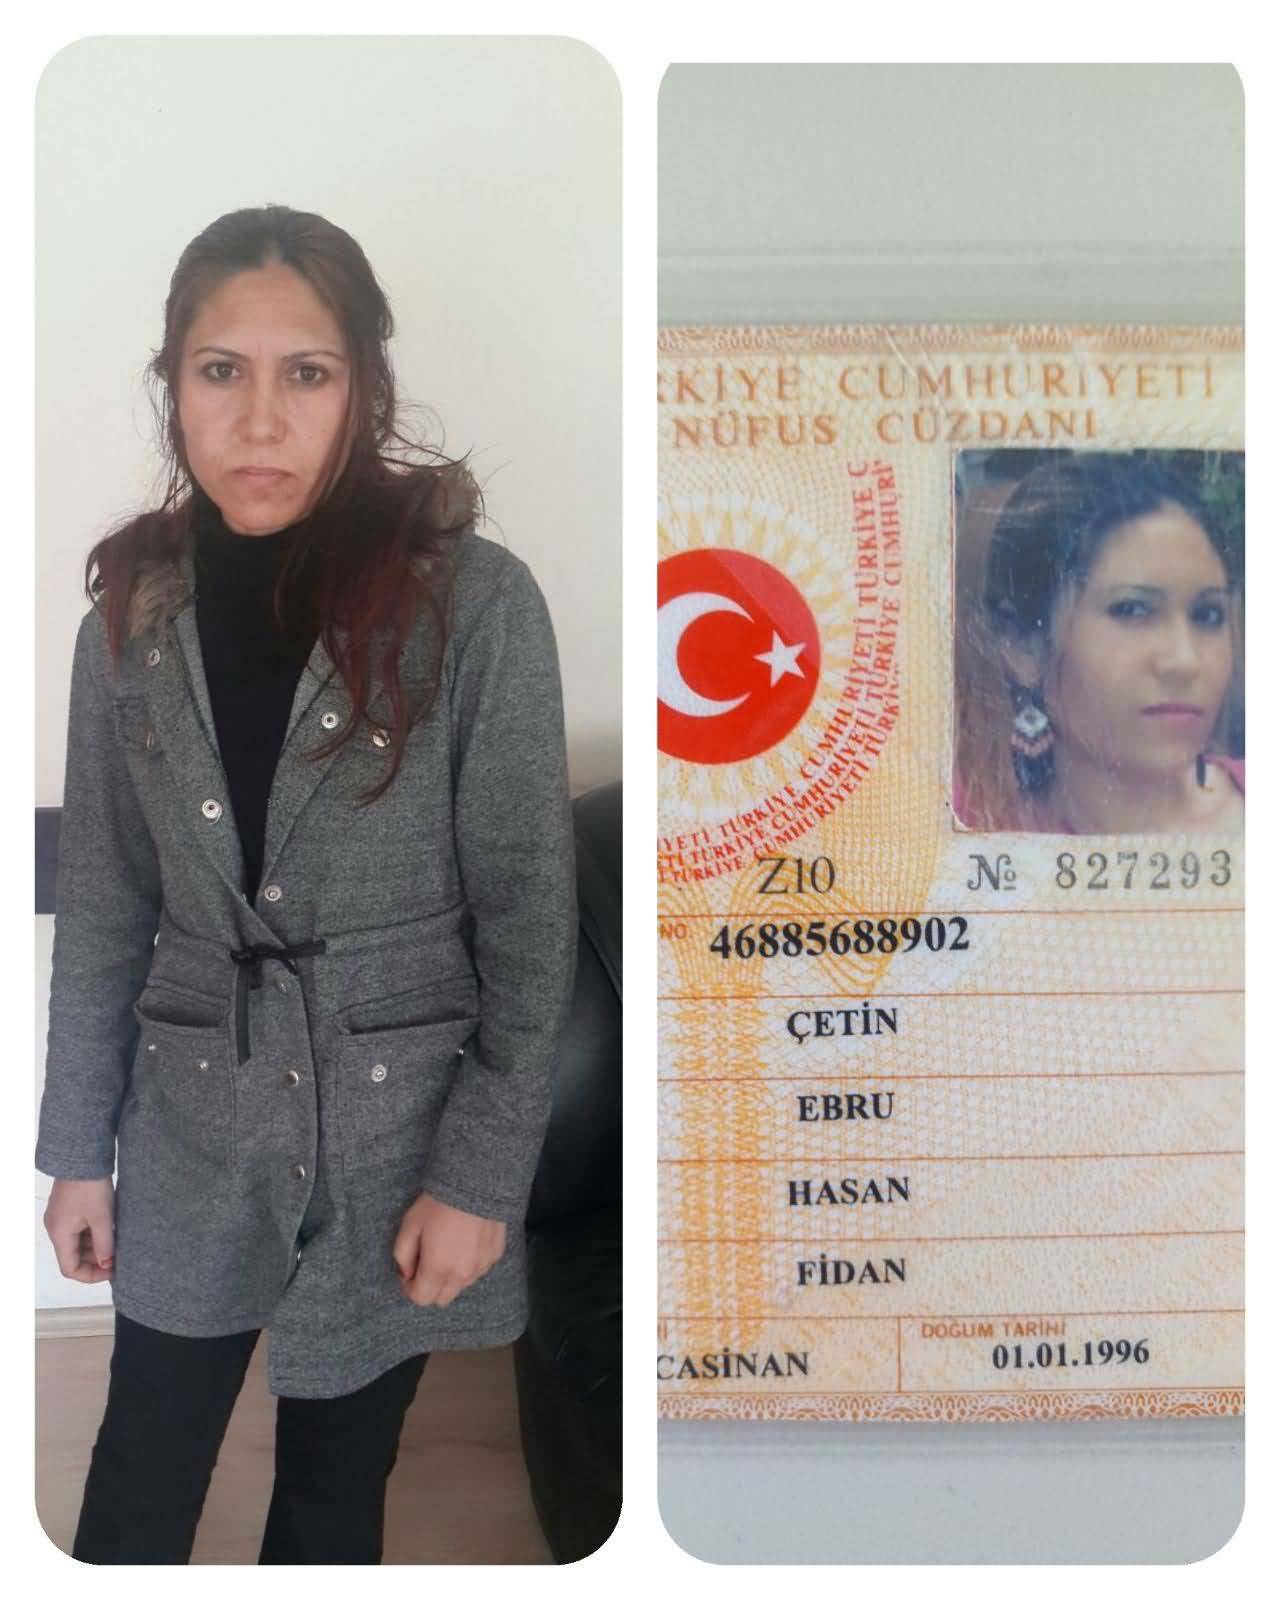 RKİYE CUMHURİYETİ
NÜFUS CÜZDANI
Z10 № 827293
NO. 46885688902
ÇETİN
EBRU
HASAN
FİDAN
DOĞUM TARİHİ
CASİNAN 01.01.1996